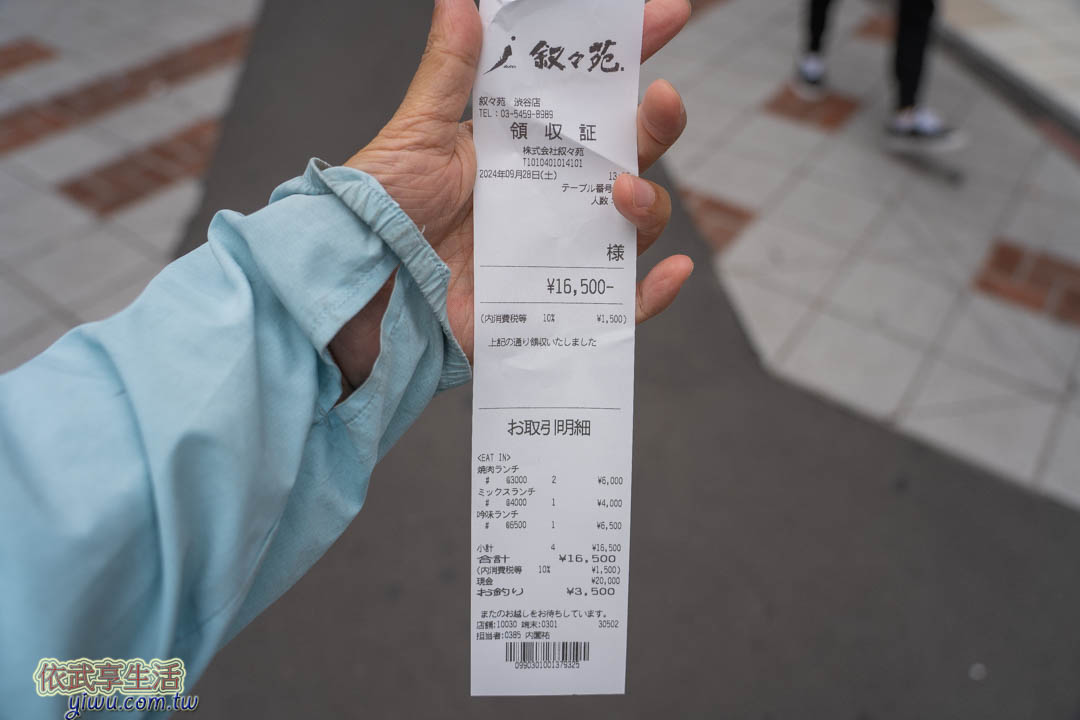 叙々苑
叙々苑 渋谷店
TEL:03-5459-8989
領収証
株式会社叙々苑
T1010401014101
2024年09月28日(土) 13
テーブル番号
人数:
様
¥16,500-
(内消費税等 10% ¥1,500)
上記の通り領収いたしました
お取引明細
<EAT IN>
焼肉ランチ
# @3000 2 ¥6,000
ミックスランチ
# @4000 1 ¥4,000
吟味ランチ
# @6500 1 ¥6,500
小計 4 ¥16,500
合計 ¥16,500
(内消費税等 10% ¥1,500)
現金 ¥20,000
お釣り ¥3,500
またのお越しをお待ちしています。
店舗:10030 端末:0301 30502
担当者:0385 内園祐
0990301001379325
依武享生活
yiwu.com.tw